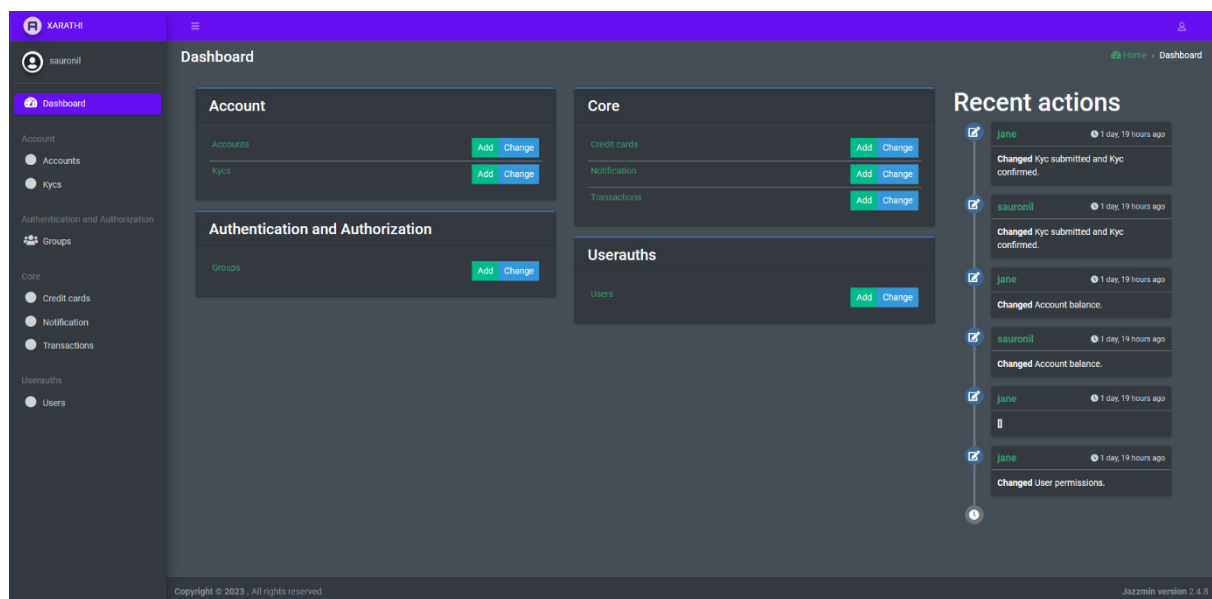 XARATHI
sauronil
Dashboard
Account
Accounts
Kycs
Authentication and Authorization
Groups
Core
Credit cards
Notification
Transactions
Userauths
Users
Dashboard
Home
Dashboard
Account
Accounts Add Change
Kycs Add Change
Authentication and Authorization
Groups Add Change
Core
Credit cards Add Change
Notification Add Change
Transactions Add Change
Userauths
Users Add Change
Recent actions
jane 1 day, 19 hours ago
Changed Kyc submitted and Kyc
confirmed.
sauronil 1 day, 19 hours ago
Changed Kyc submitted and Kyc
confirmed.
jane 1 day, 19 hours ago
Changed Account balance.
sauronil 1 day, 19 hours ago
Changed Account balance.
jane 1 day, 19 hours ago
[]
jane 1 day, 19 hours ago
Changed User permissions.
Copyright © 2023 . All rights reserved. Jazzmin version 2.4.8